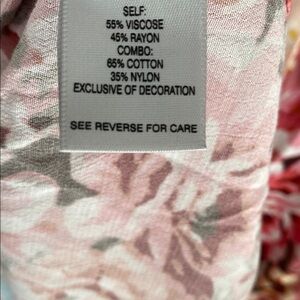 SELF:
55% VISCOSE
45% RAYON
COMBO:
65% COTTON
35% NYLON
EXCLUSIVE OF DECORATION
SEE REVERSE FOR CARE